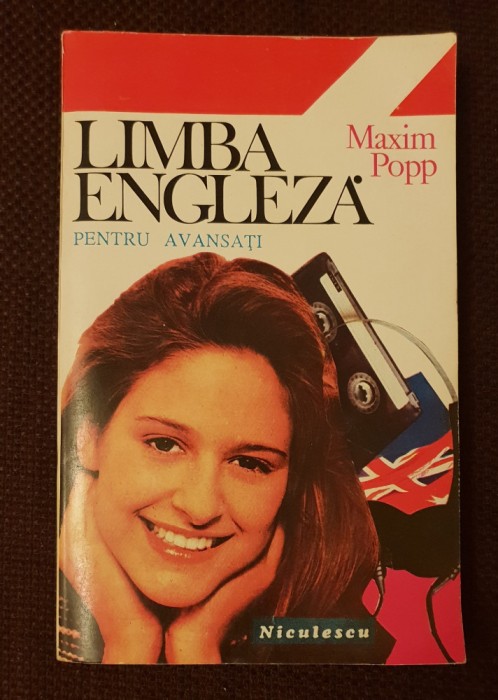 LIMBA
ENGLEZĂ
Maxim
Popp
PENTRU AVANSAȚI
Niculescu